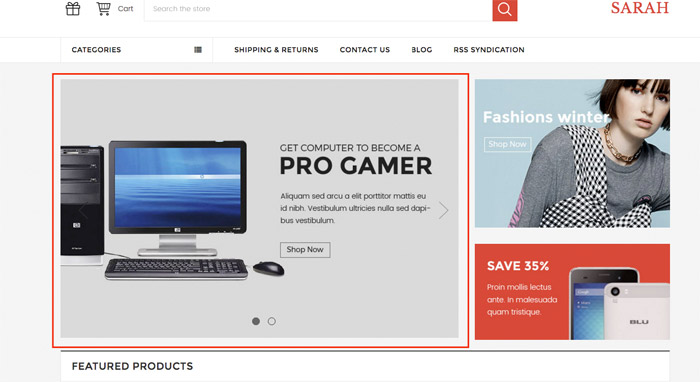 Cart
Search the store
SARAH
CATEGORIES
SHIPPING & RETURNS
CONTACT US
BLOG
RSS SYNDICATION
GET COMPUTER TO BECOME A
PRO GAMER
Aliquam sed arcu a elit porttitor mattis eu
id nibh. Vestibulum ultricies nulla sed dapi-
bus vestibulum.
Shop Now
Fashions winter
Shop Now
SAVE 35%
Proin mollis lectus
ante. In malesuada
quam tristique.
BLU
FEATURED PRODUCTS